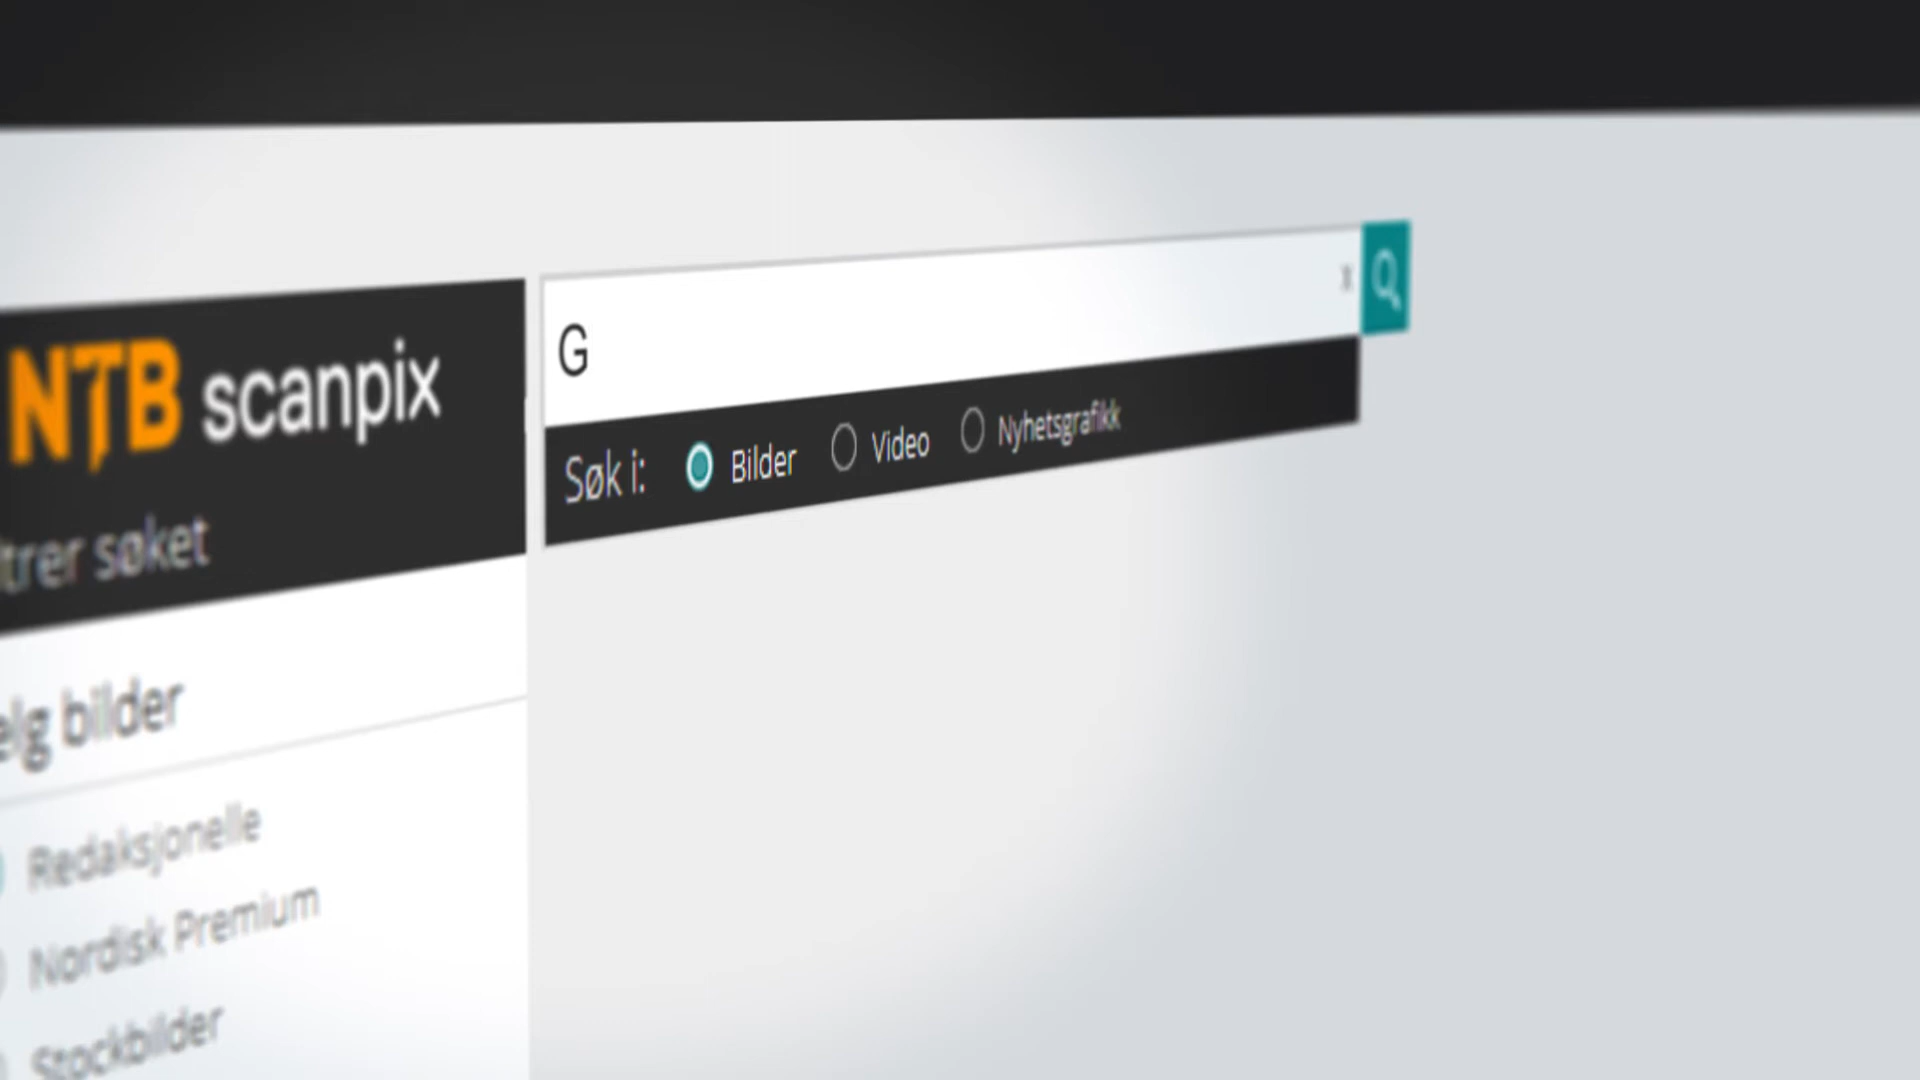 G
x
NTB scanpix
Søk i: Bilder Video Nyhetsgrafikk
trer søket
elg bilder
Redaksjonelle
Nordisk Premium
Stockbilder